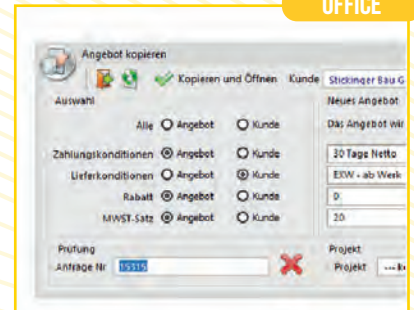 OFFICE
Angebot kopieren
Kopieren und Öffnen Kunde Stickinger Bau G
Auswahl Neues Angebot
Alle Angebot Kunde Das Angebot wir
Zahlungskonditionen Angebot Kunde 30 Tage Netto
Lieferkonditionen Angebot Kunde EXW - ab Werk
Rabatt Angebot Kunde 0
MWST-Satz Angebot Kunde 20
Prüfung Projekt
Anfrage Nr 15315 Projekt